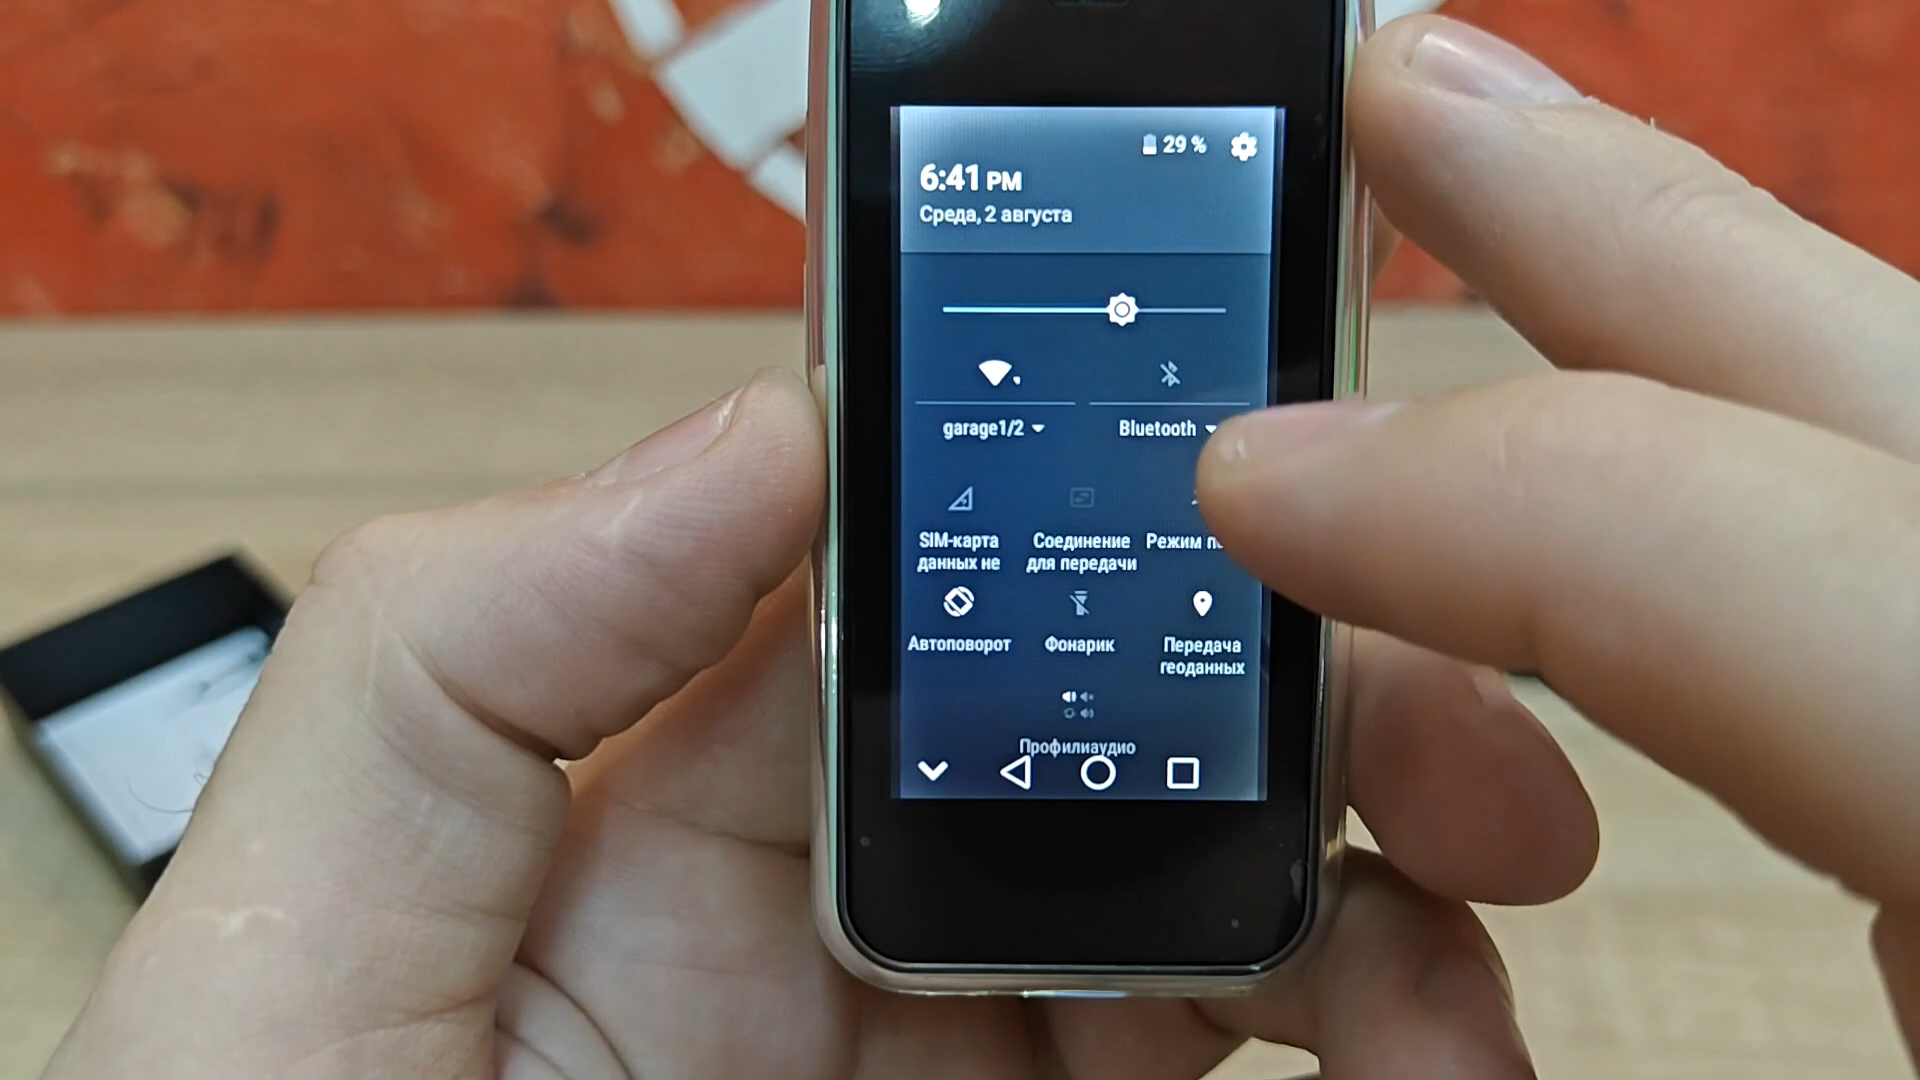 29 %
6:41 PM
Среда, 2 августа
garage1/2
Bluetooth
SIM-карта
данных не
Соединение
для передачи
Режим
Автоповорот
Фонарик
Передача
геоданных
Профилиаудио